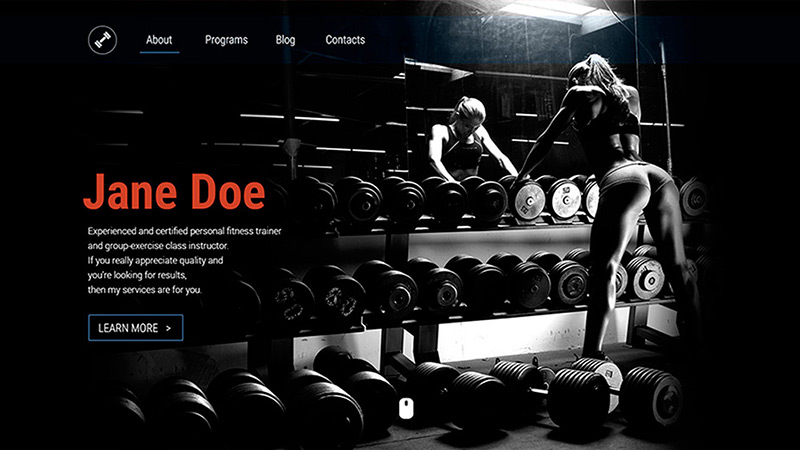 About Programs Blog Contacts
Jane Doe
Experienced and certified personal fitness trainer
and group-exercise class instructor.
If you really appreciate quality and
you're looking for results,
then my services are for you.
LEARN MORE >